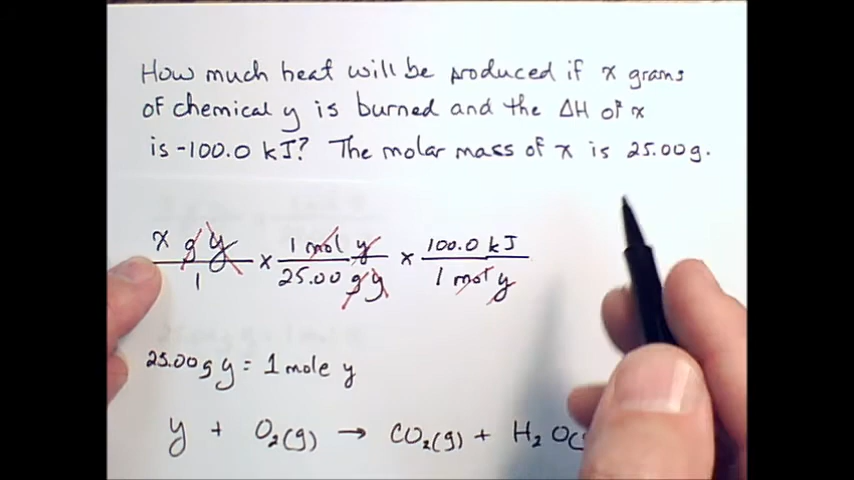 How much heat will be produced if x grams
of chemical y is burned and the ΔH of x
is -100.0 kJ? The molar mass of x is 25.00g.
x g y / 1 × 1 mol y / 25.00 g y × 100.0 kJ / 1 mol y
25.00g y = 1 mole y
y + O₂(g) → CO₂(g) + H₂O(